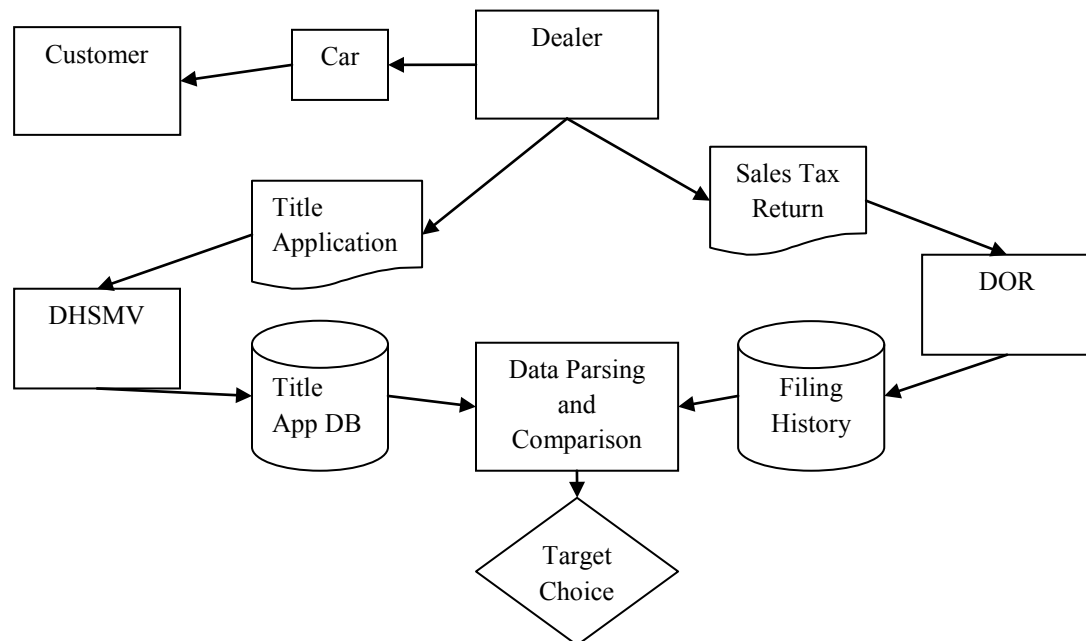 Customer
Car
Dealer
Title
Application
Sales Tax
Return
DHSMV
DOR
Title
App DB
Data Parsing
and
Comparison
Filing
History
Target
Choice